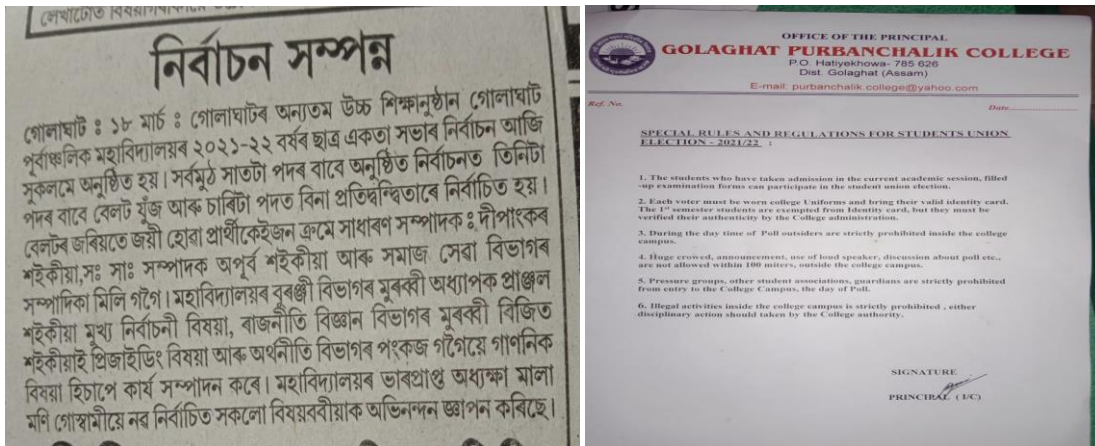 নিৰ্বাচন সম্পন্ন
গোলাঘাট : ১৮ মাৰ্চ : গোলাঘাটৰ অন্যতম উচ্চ শিক্ষানুষ্ঠান গোলাঘাট
পূৰ্বাঞ্চলিক মহাবিদ্যালয়ৰ ২০২১-২২ বৰ্ষৰ ছাত্ৰ একতা সভাৰ নিৰ্বাচন আজি
সুকলমে অনুষ্ঠিত হয়। সৰ্বমুঠ সাতটা পদৰ বাবে অনুষ্ঠিত নিৰ্বাচনত তিনিটা
পদৰ বাবে বেলট যুঁজ আৰু চাৰিটা পদত বিনা প্ৰতিদ্বন্দ্বিতাৰে নিৰ্বাচিত হয়।
বেলটৰ জৰিয়তে জয়ী হোৱা প্ৰাৰ্থীকেইজন ক্ৰমে সাধাৰণ সম্পাদক : দীপাংকৰ
শইকীয়া, সঃ সাঃ সম্পাদক অপূৰ্ব শইকীয়া আৰু সমাজ সেৱা বিভাগৰ
সম্পাদিকা মিলি গগৈ। মহাবিদ্যালয়ৰ বুৰঞ্জী বিভাগৰ মুৰব্বী অধ্যাপক প্ৰাঞ্জল
শইকীয়া মুখ্য নিৰ্বাচনী বিষয়া, ৰাজনীতি বিজ্ঞান বিভাগৰ মুৰব্বী বিজিত
শইকীয়াই প্ৰিজাইডিং বিষয়া আৰু অৰ্থনীতি বিভাগৰ পংকজ গগৈয়ে গাণনিক
বিষয়া হিচাপে কাৰ্য সম্পাদন কৰে। মহাবিদ্যালয়ৰ ভাৰপ্ৰাপ্ত অধ্যক্ষা মালা
মণি গোস্বামীয়ে নৱ নিৰ্বাচিত সকলো বিষয়ববীয়াক অভিনন্দন জ্ঞাপন কৰিছে।
OFFICE OF THE PRINCIPAL
GOLAGHAT PURBANCHALIK COLLEGE
P.O. Hatiyekhowa- 785 626
Dist. Golaghat (Assam)
E-mail: purbanchalik.college@yahoo.com
Ref. No.
Date
SPECIAL RULES AND REGULATIONS FOR STUDENTS UNION
ELECTION - 2021/22 :
1. The students who have taken admission in the current academic session, filled
-up examination forms can participate in the student union election.
2. Each voter must be worn college Uniforms and bring their valid identity card.
The 1st semester students are exempted from Identity card, but they must be
verified their authenticity by the College administration.
3. During the day time of Poll outsiders are strictly prohibited inside the college
campus.
4. Huge crowed, announcement, use of loud speaker, discussion about poll etc.,
are not allowed within 100 miters, outside the college campus.
5. Pressure groups, other student associations, guardians are strictly prohibited
from entry to the College Campus, the day of Poll.
6. Illegal activities inside the college campus is strictly prohibited , either
disciplinary action should taken by the College authority.
SIGNATURE
PRINCIPAL (I/C)